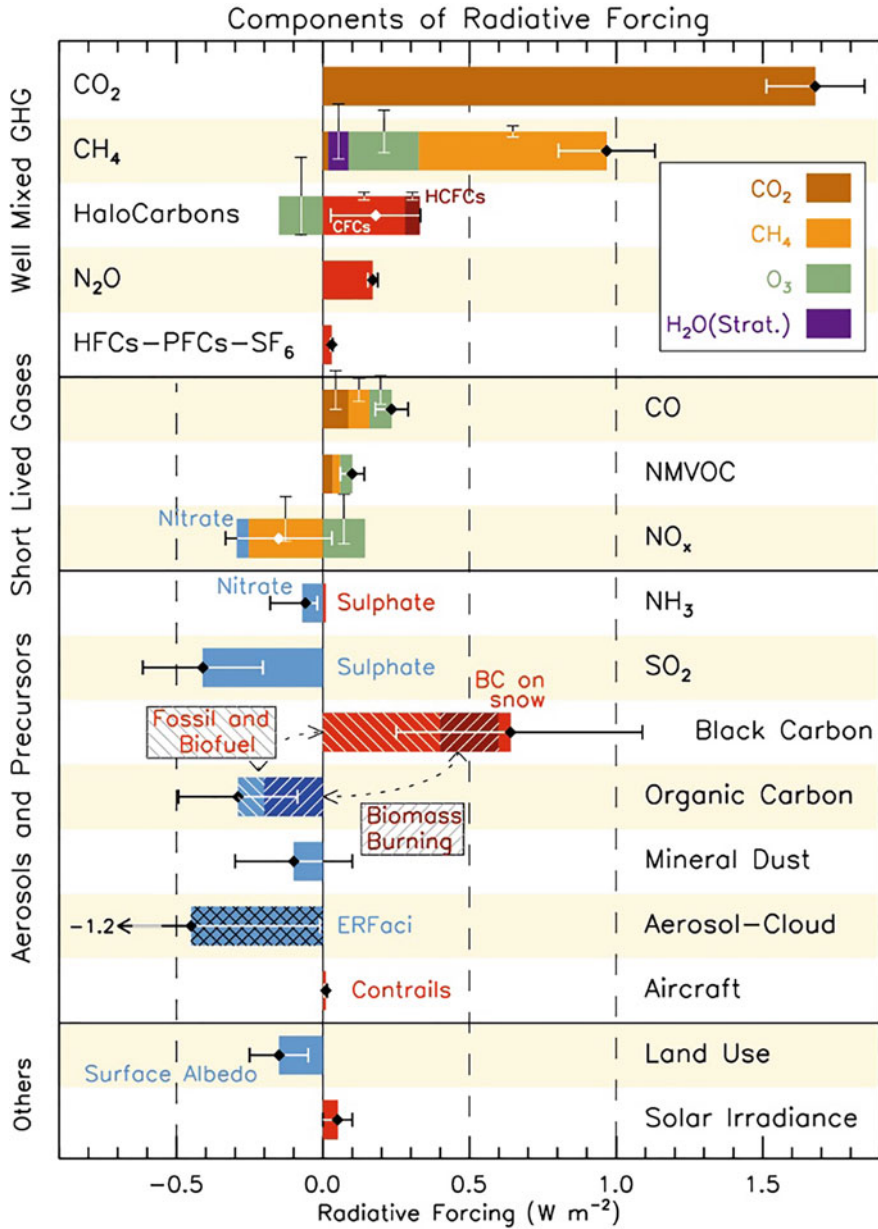 Components of Radiative Forcing
Well Mixed GHG
CO₂
CH₄
HaloCarbons
CFCs
HCFCs
N₂O
HFCs–PFCs–SF₆
CO₂
CH₄
O₃
H₂O(Strat.)
Short Lived Gases
CO
NMVOC
Nitrate
NOₓ
Aerosols and Precursors
Nitrate
Sulphate
NH₃
Sulphate
SO₂
BC on
snow
Fossil and
Biofuel
Black Carbon
Organic Carbon
Biomass
Burning
Mineral Dust
-1.2
ERFaci
Aerosol–Cloud
Contrails
Aircraft
Others
Land Use
Surface Albedo
Solar Irradiance
-0.5 0.0 0.5 1.0 1.5
Radiative Forcing (W m⁻²)